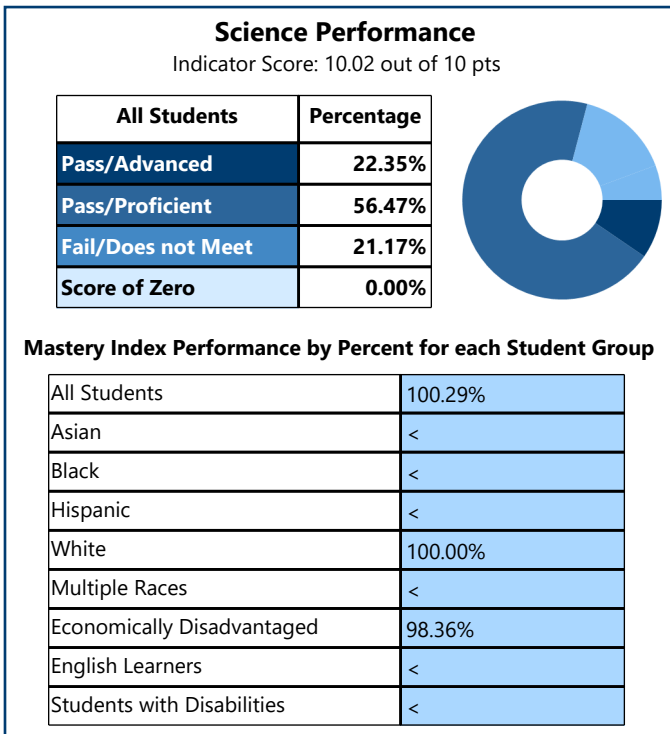 Science Performance
Indicator Score: 10.02 out of 10 pts
All Students Percentage
Pass/Advanced 22.35%
Pass/Proficient 56.47%
Fail/Does not Meet 21.17%
Score of Zero 0.00%
Mastery Index Performance by Percent for each Student Group
All Students 100.29%
Asian <
Black <
Hispanic <
White 100.00%
Multiple Races <
Economically Disadvantaged 98.36%
English Learners <
Students with Disabilities <